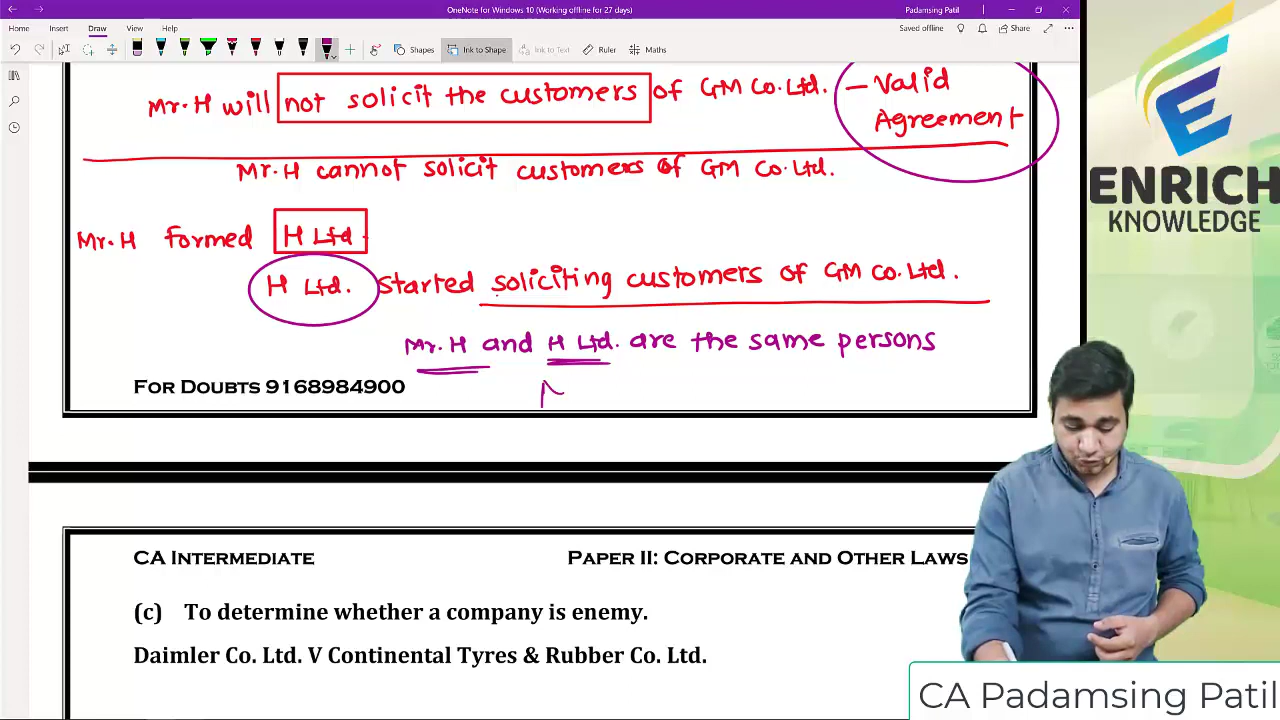 OneNote for Windows 10 (Working offline for 27 days)
Padamsing Patil
Home Insert Draw View Help
Saved offline
Share
Shapes
Ink to Shape
Ink to Text
Ruler
Maths
Mr.H will not solicit the customers of GM Co.Ltd. – Valid
Agreement
Mr.H cannot solicit customers of GM Co.Ltd.
Mr.H formed H Ltd.
H Ltd. Started soliciting customers of GM Co.Ltd.
Mr.H and H Ltd. are the same persons
For Doubts 9168984900
CA Intermediate
Paper II: Corporate and Other Laws
(c) To determine whether a company is enemy.
Daimler Co. Ltd. V Continental Tyres & Rubber Co. Ltd.
ENRICH
KNOWLEDGE
CA Padamsing Patil